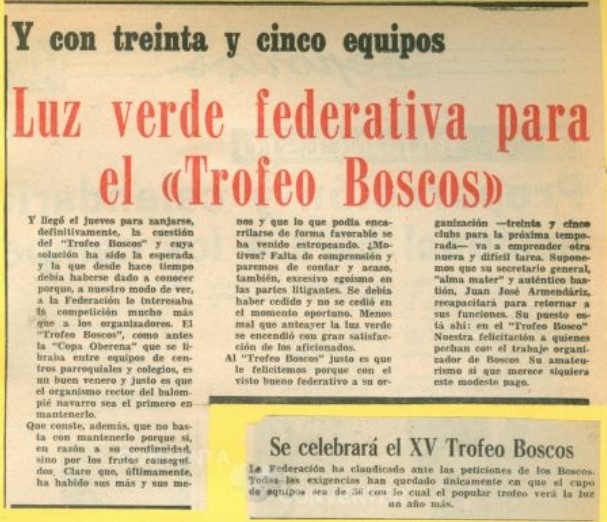 Y con treinta y cinco equipos
Luz verde federativa para
el «Trofeo Boscos»
Y llegó el jueves para zanjarse,
definitivamente, la cuestión
del "Trofeo Boscos" y cuya
solución ha sido la esperada
y la que desde hace tiempo
debía haberse dado a conocer
porque, a nuestro modo de ver,
a la Federación le interesaba
la competición mucho más
que a los organizadores. El
"Trofeo Boscos", como antes
la "Copa Oberena" que se li-
braba entre equipos de cen-
tros parroquiales y colegios, es
un buen venero y justo es que
el organismo rector del balom-
pié navarro sea el primero en
mantenerlo.
Que conste, además, que no bas-
ta con mantenerlo porque sí,
en razón a su continuidad,
sino por los frutos consegui-
dos. Claro que, últimamente,
ha habido sus más y sus me-
nos y que lo que podía enca-
rrilarse de forma favorable se
ha venido estropeando. ¿Mo-
tivos? Falta de comprensión y
paremos de contar y acaso,
también, excesivo egoísmo en
las partes litigantes. Se debía
haber cedido y no se cedió en
el momento oportuno. Menos
mal que anteayer la luz verde
se encendió con gran satisfac-
ción de los aficionados.
Al "Trofeo Boscos" justo es que
le felicitemos porque con el
visto bueno federativo a su or-
ganización —treinta y cinco
clubs para la próxima tempo-
rada— va a emprender otra
nueva y difícil tarea. Supone-
mos que su secretario general,
"alma mater" y auténtico bas-
tión, Juan José Armendáriz,
recapacitará para retornar a
sus funciones. Su puesto es-
tá ahí: en el "Trofeo Bosco"
Nuestra felicitación a quienes
pechan con el trabajo organi-
zador de Boscos Su amateu-
rismo sí que merece siquiera
este modesto pago.
Se celebrará el XV Trofeo Boscos
La Federación ha claudicado ante las peticiones de los Boscos.
Todas las exigencias han quedado únicamente en que el cupo
de equipos sea de 36 con lo cual el popular trofeo verá la luz
un año más.